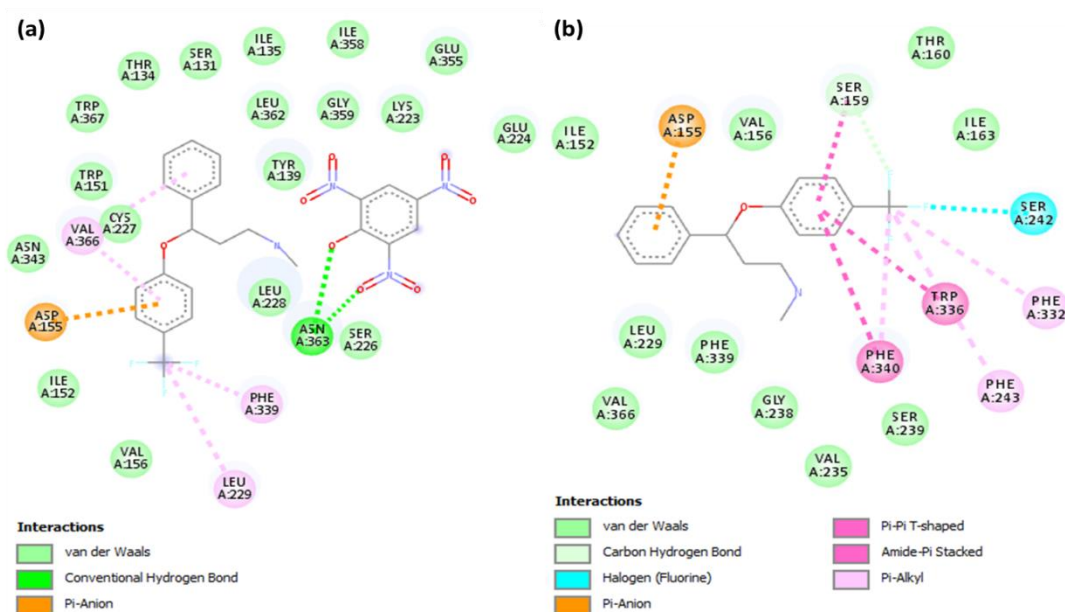 (a)
ILE
A:135
ILE
A:358
SER
A:131
GLU
A:355
THR
A:134
TRP
A:367
LEU
A:362
GLY
A:359
LYS
A:223
GLU
A:224
TYR
A:139
N
N
O
O
O
O
TRP
A:151
CYS
A:227
VAL
A:366
ASN
A:343
O
O
N
LEU
A:228
N
O
O
ASP
A:155
ASN
A:363
SER
A:226
F
F
F
ILE
A:152
PHE
A:339
VAL
A:156
LEU
A:229
Interactions
van der Waals
Conventional Hydrogen Bond
Pi-Anion
(b)
THR
A:160
SER
A:159
ASP
A:155
VAL
A:156
ILE
A:152
ILE
A:163
O
F
F
F
SER
A:242
N
TRP
A:336
PHE
A:332
LEU
A:229
PHE
A:339
PHE
A:340
PHE
A:243
VAL
A:366
GLY
A:238
SER
A:239
VAL
A:235
Interactions
van der Waals
Carbon Hydrogen Bond
Halogen (Fluorine)
Pi-Anion
Pi-Pi T-shaped
Amide-Pi Stacked
Pi-Alkyl